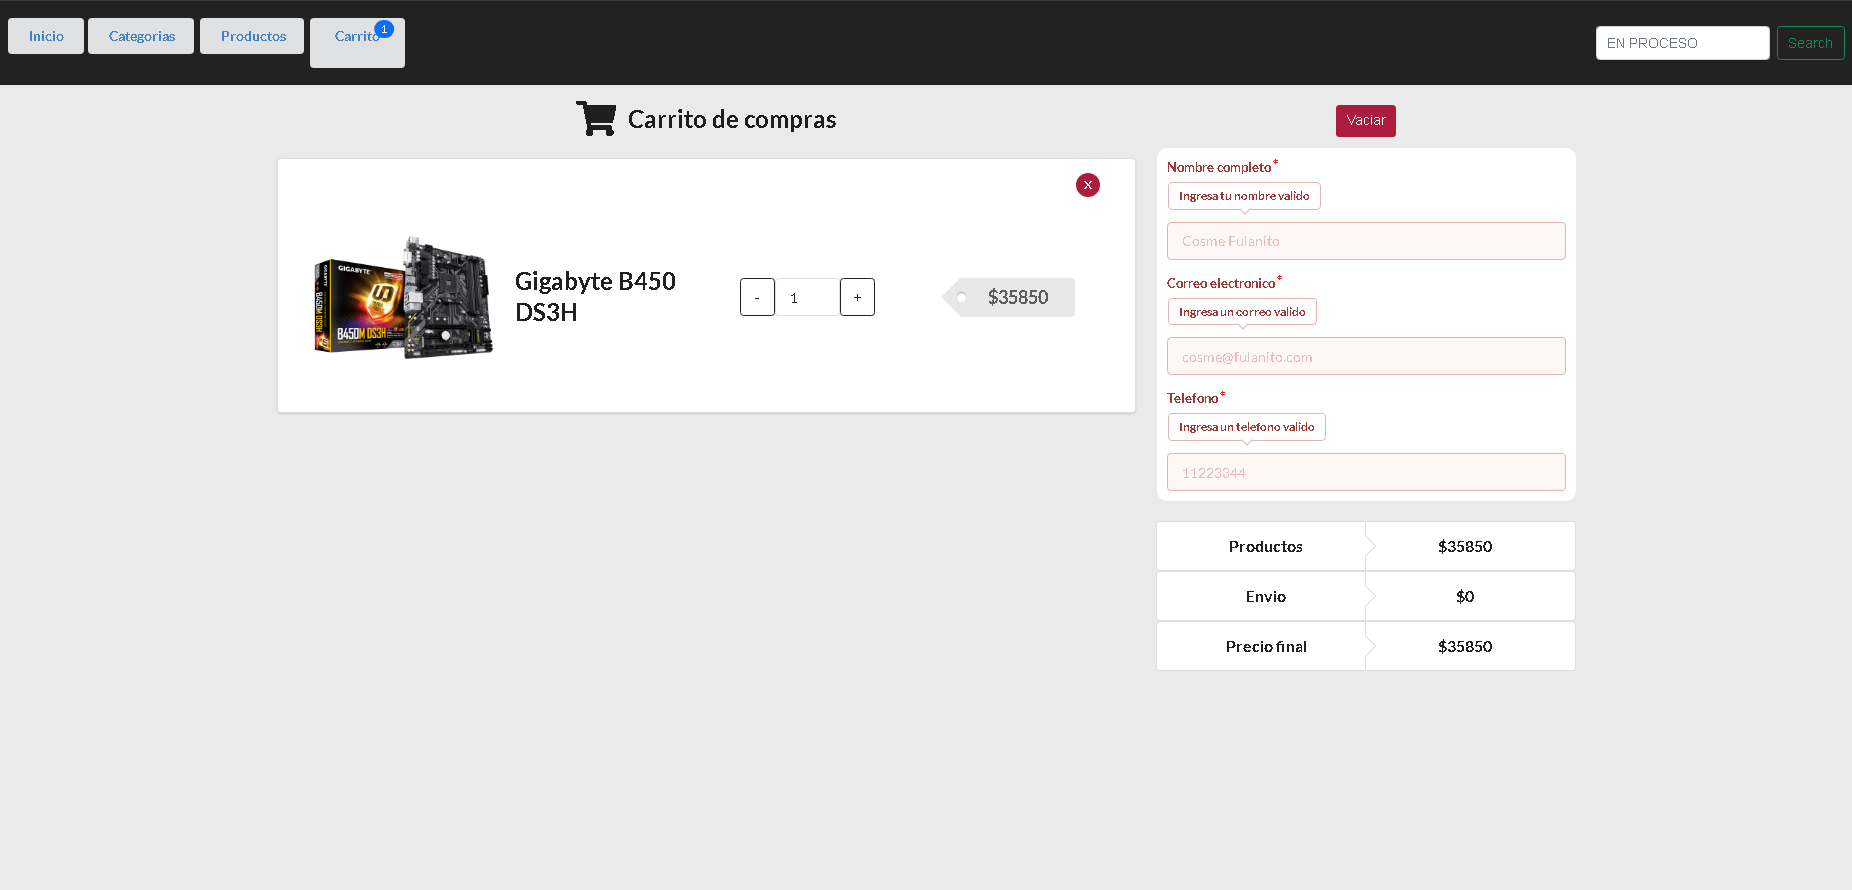 Inicio
Categorias
Productos
Carrito
1
EN PROCESO
Search
Carrito de compras
Vaciar
X
GIGABYTE
B450M DS3H
B450M DS3H
Gigabyte B450
DS3H
-
1
+
$35850
Nombre completo*
Ingresa tu nombre valido
Cosme Fulanito
Correo electronico*
Ingresa un correo valido
cosme@fulanito.com
Telefono*
Ingresa un telefono valido
11223344
Productos
$35850
Envio
$0
Precio final
$35850